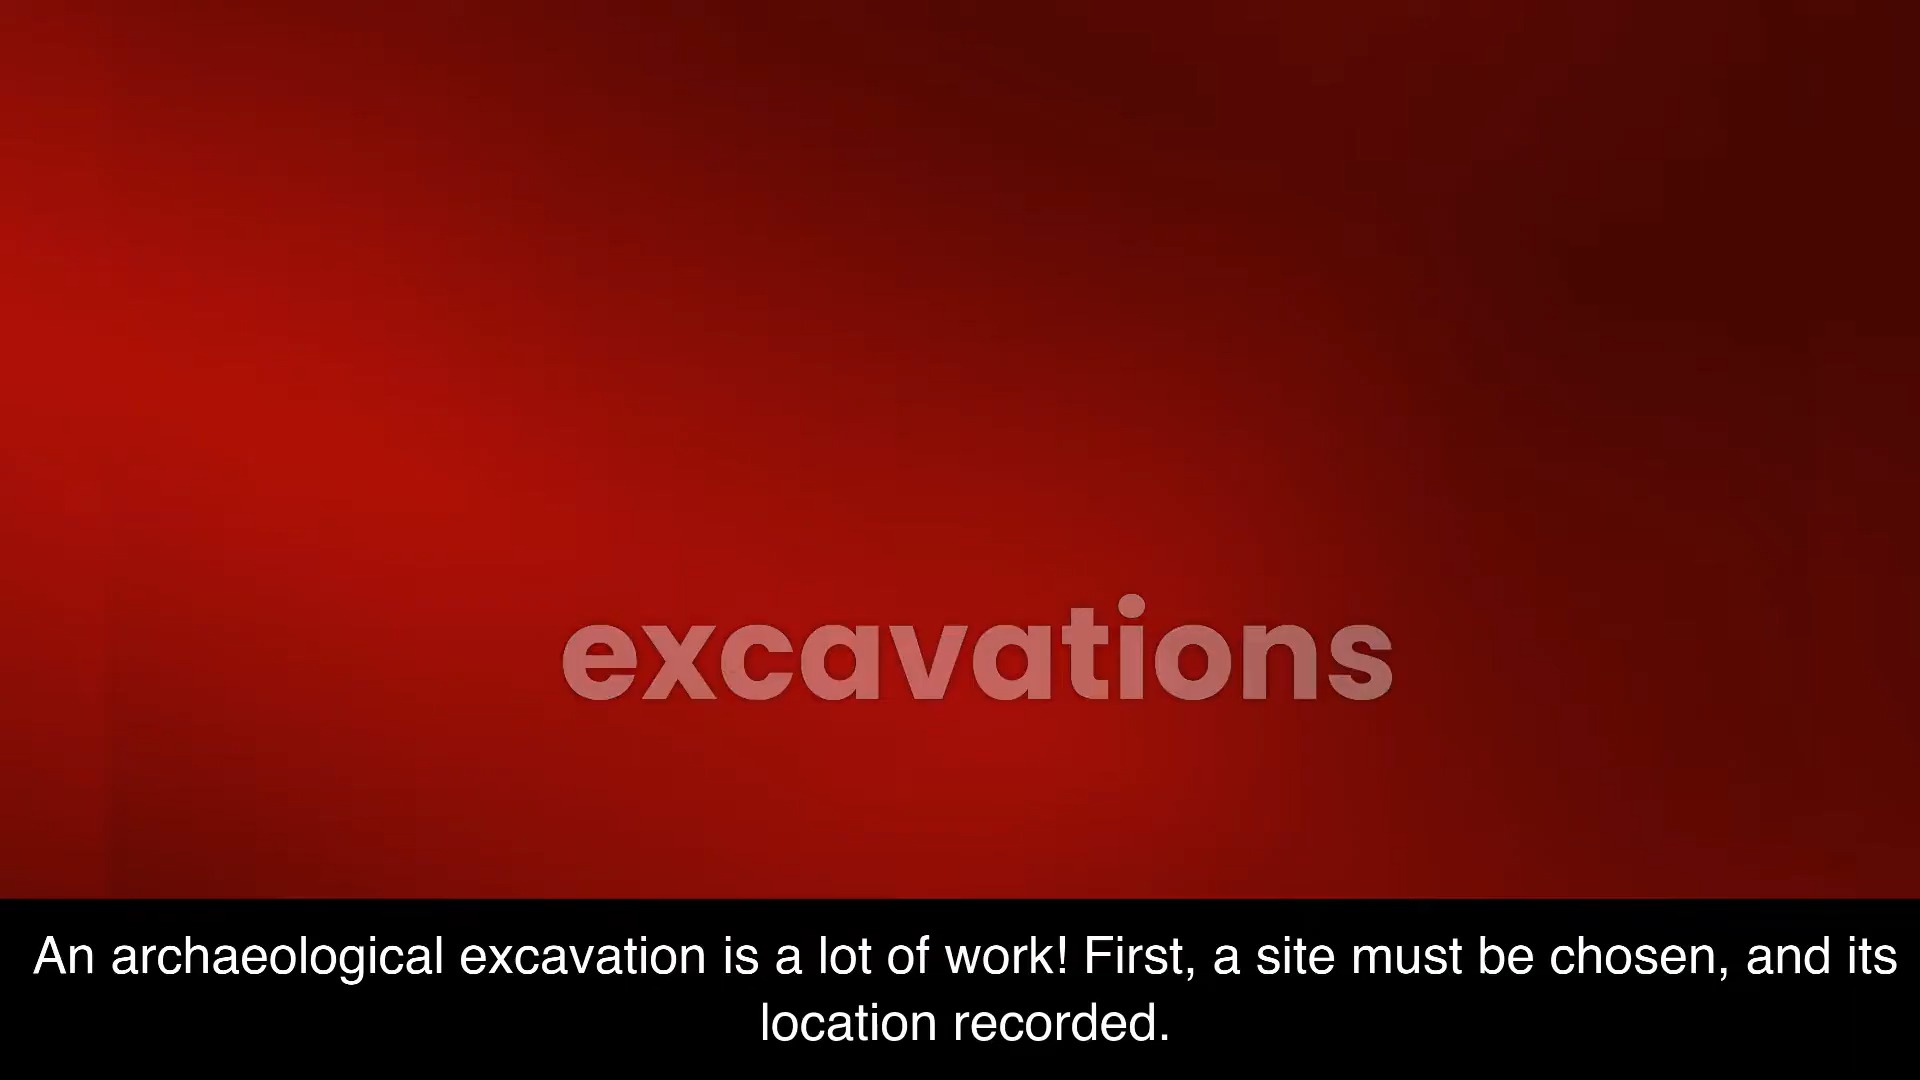 excavations
An archaeological excavation is a lot of work! First, a site must be chosen, and its
location recorded.